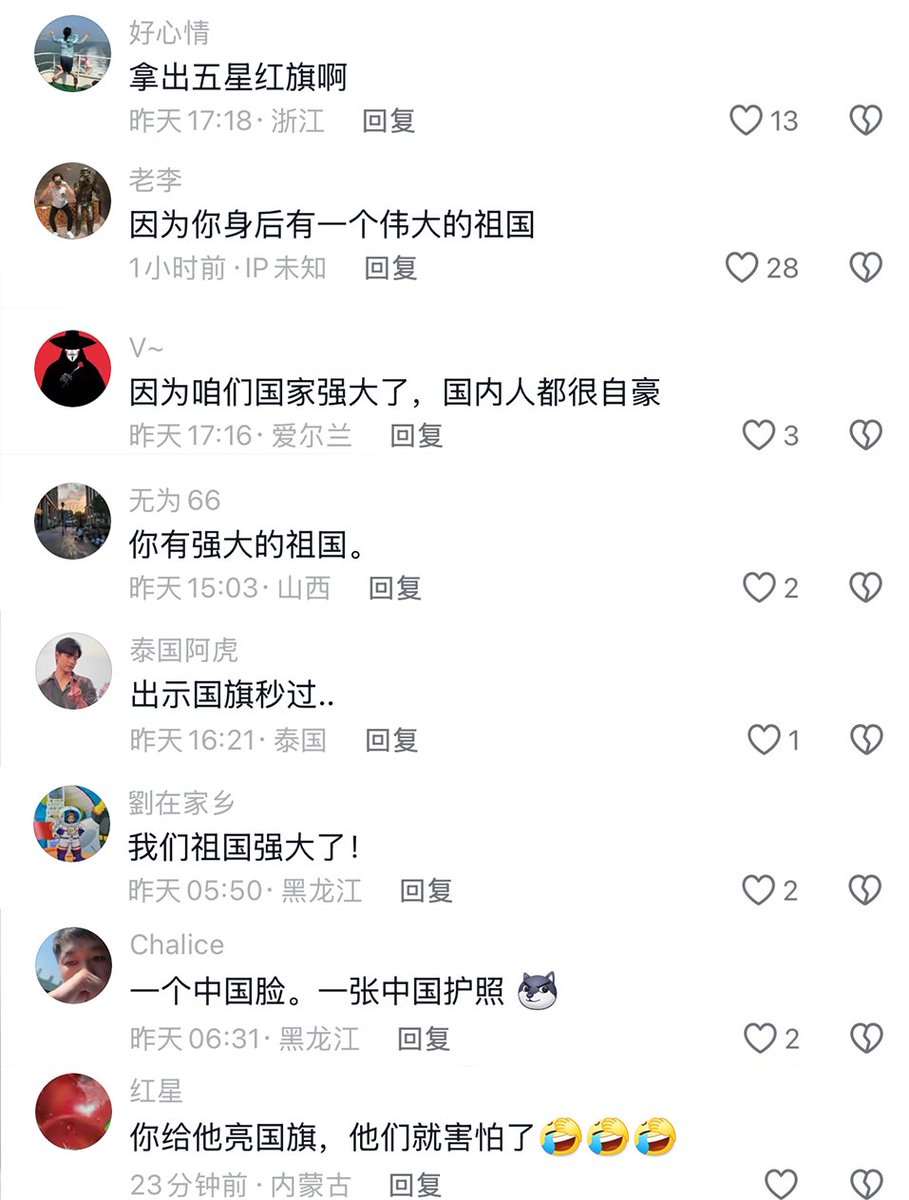 好心情
拿出五星红旗啊
昨天 17:18 · 浙江 回复 13
老李
因为你身后有一个伟大的祖国
1小时前 · IP 未知 回复 28
V~
因为咱们国家强大了，国内人都很自豪
昨天 17:16 · 爱尔兰 回复 3
无为 66
你有强大的祖国。
昨天 15:03 · 山西 回复 2
泰国阿虎
出示国旗秒过..
昨天 16:21 · 泰国 回复 1
劉在家乡
我们祖国强大了！
昨天 05:50 · 黑龙江 回复 2
Chalice
一个中国脸。一张中国护照
昨天 06:31 · 黑龙江 回复 2
红星
你给他亮国旗，他们就害怕了🤣🤣🤣
23分钟前 · 内蒙古 回复